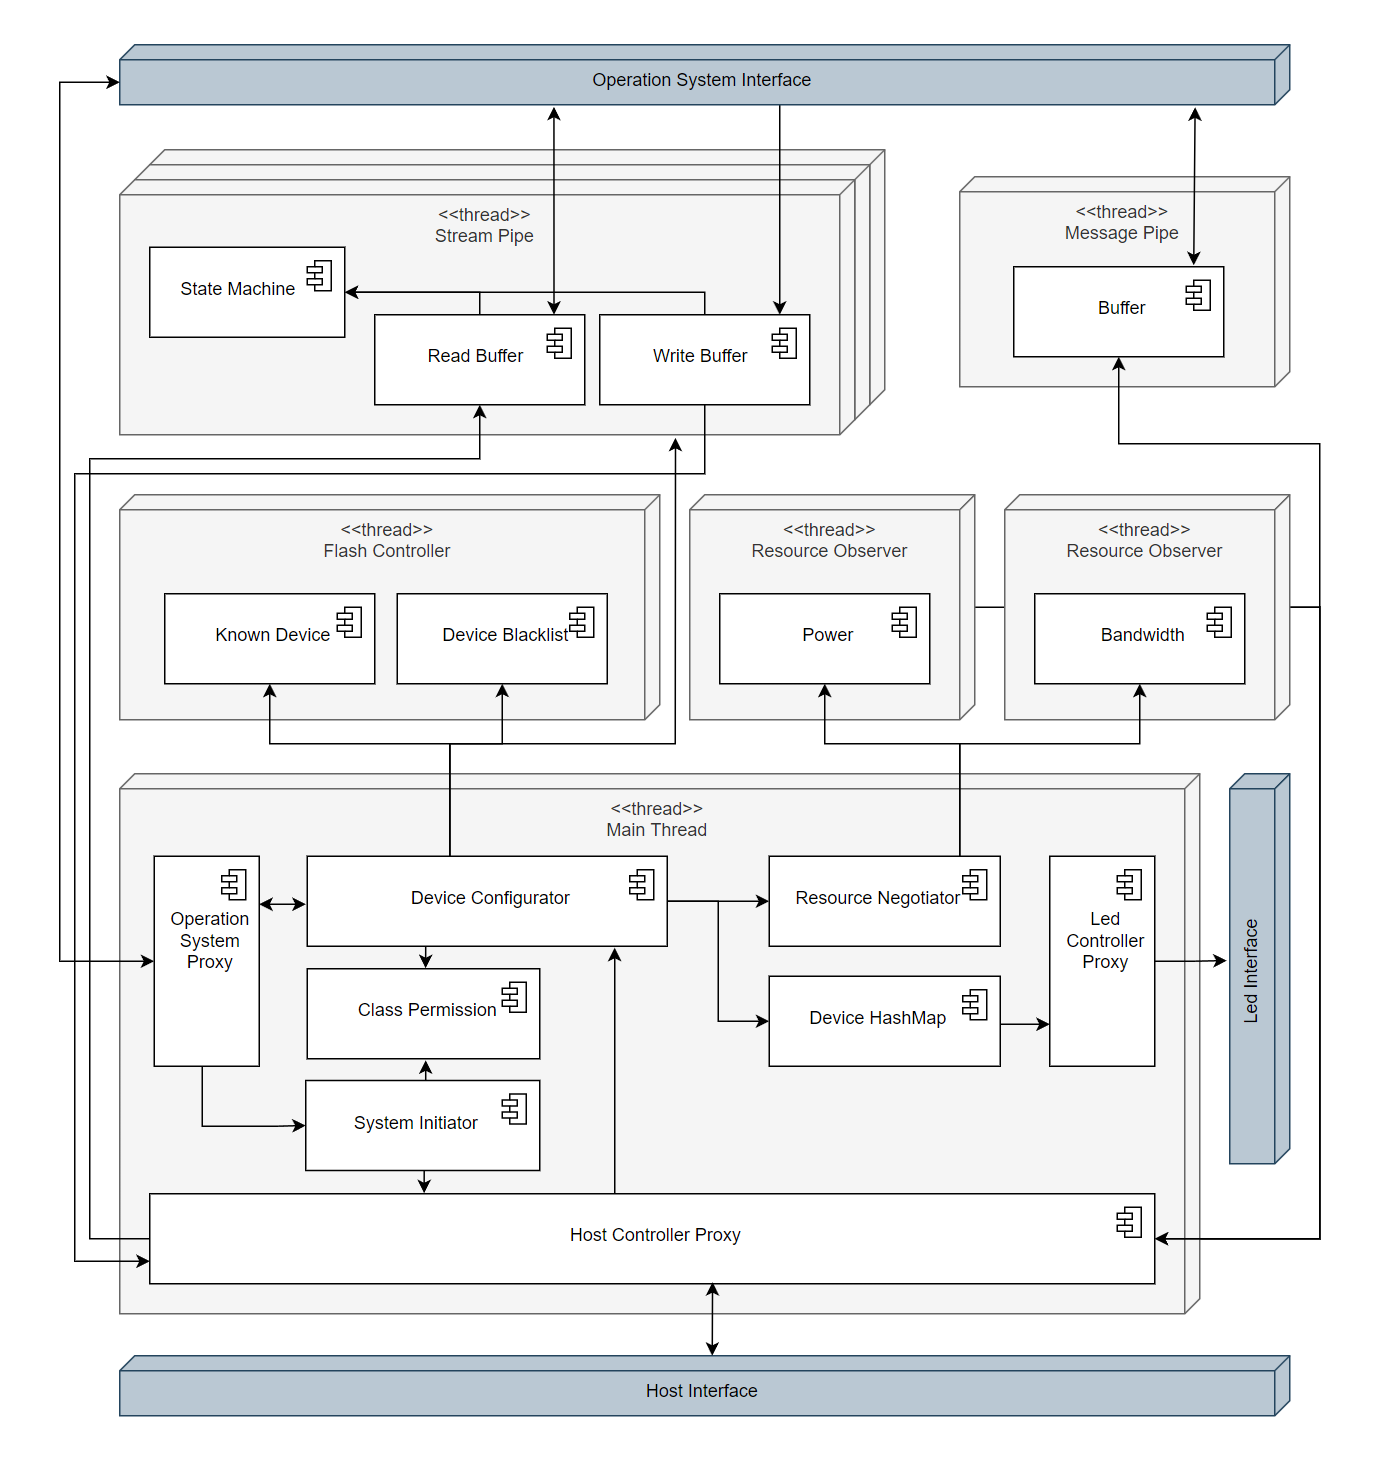 Operation System Interface
<<thread>>
Stream Pipe
<<thread>>
Message Pipe
State Machine
Read Buffer
Write Buffer
Buffer
<<thread>>
Flash Controller
<<thread>>
Resource Observer
<<thread>>
Resource Observer
Known Device
Device Blacklist
Power
Bandwidth
<<thread>>
Main Thread
Operation
System
Proxy
Device Configurator
Resource Negotiator
Led
Controller
Proxy
Led Interface
Class Permission
Device HashMap
System Initiator
Host Controller Proxy
Host Interface